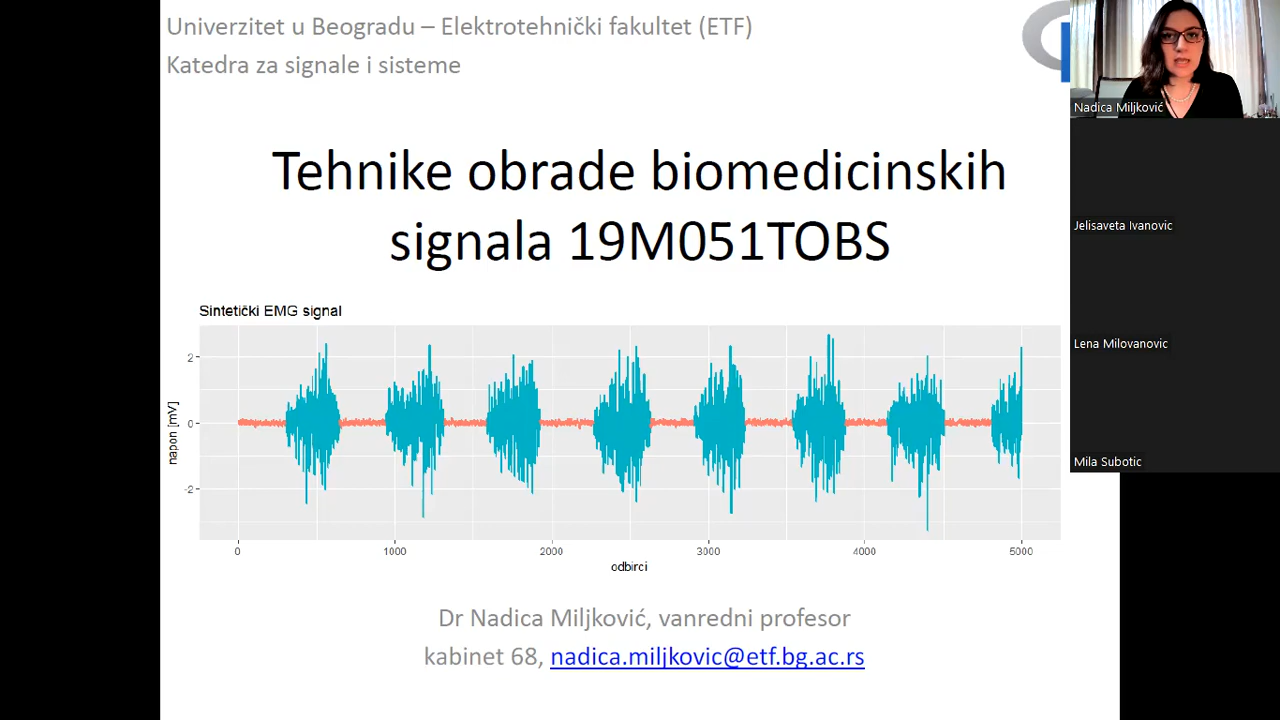 Univerzitet u Beogradu – Elektrotehnički fakultet (ETF)
Katedra za signale i sisteme
Tehnike obrade biomedicinskih
signala 19M051TOBS
Sintetički EMG signal
napon [mV]
2
0
-2
0 1000 2000 3000 4000 5000
odbirci
Dr Nadica Miljković, vanredni profesor
kabinet 68, nadica.miljkovic@etf.bg.ac.rs
Nadica Miljković
Jelisaveta Ivanovic
Lena Milovanovic
Mila Subotic